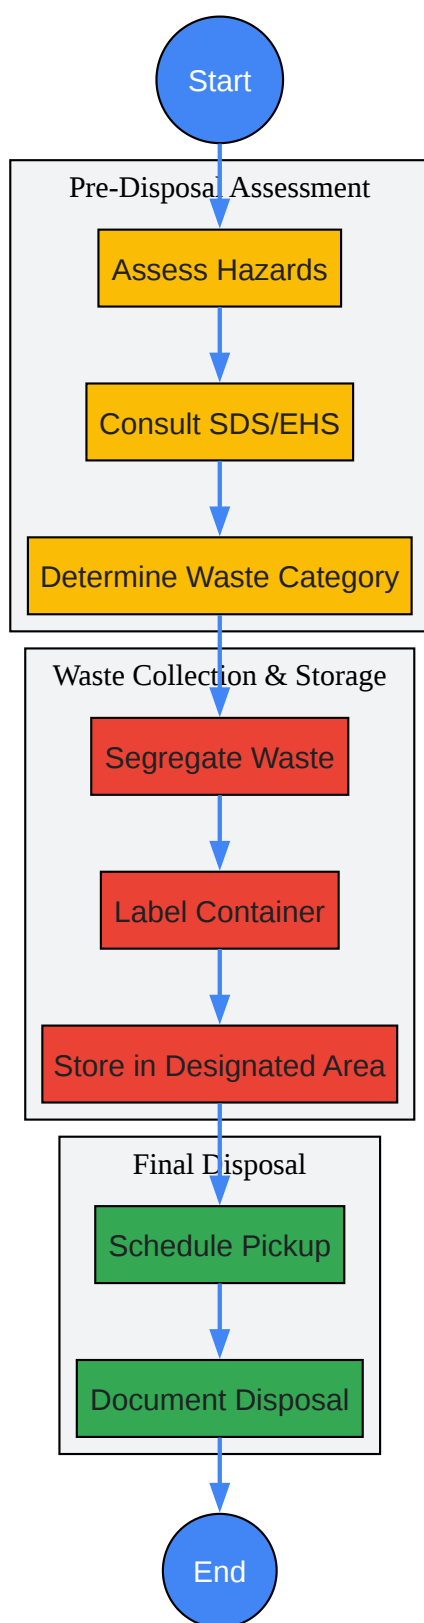 Start
Pre-Disposal Assessment
Assess Hazards
Consult SDS/EHS
Determine Waste Category
Waste Collection & Storage
Segregate Waste
Label Container
Store in Designated Area
Final Disposal
Schedule Pickup
Document Disposal
End